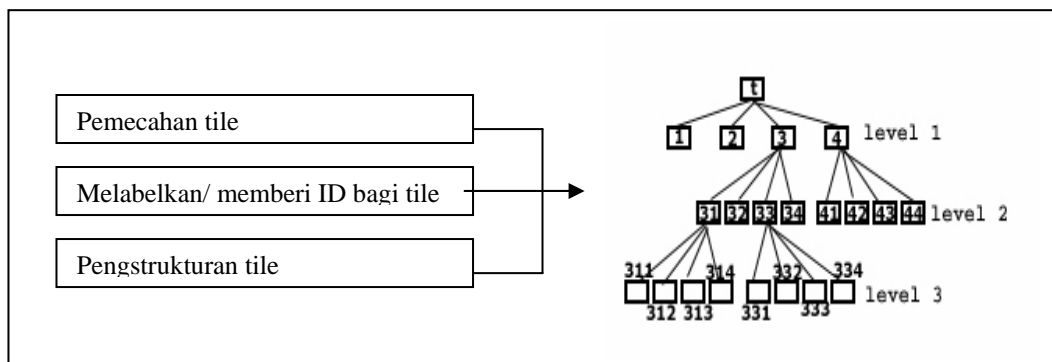 Pemecahan tile
Melabelkan/ memberi ID bagi tile
Pengstrukturan tile
t
1 2 3 4 level 1
31 32 33 34 41 42 43 44 level 2
311 314 332 334
level 3
312 313 331 333